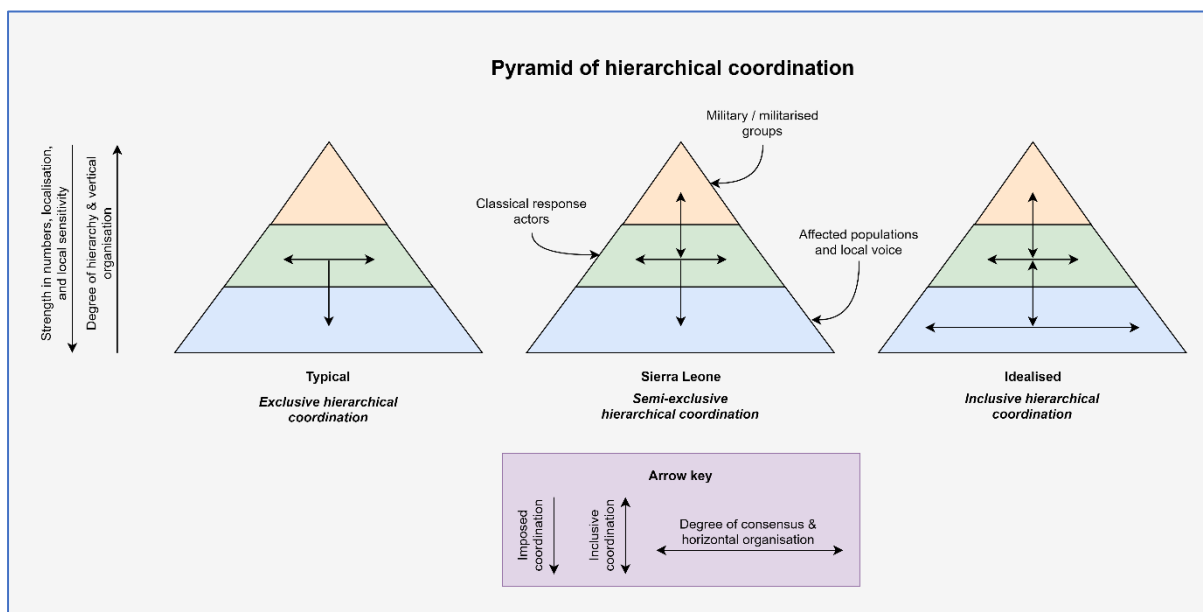 Pyramid of hierarchical coordination
Strength in numbers, localisation,
and local sensitivity
Degree of hierarchy & vertical
organisation
Military / militarised
groups
Classical response
actors
Affected populations
and local voice
Typical
Exclusive hierarchical
coordination
Sierra Leone
Semi-exclusive
hierarchical coordination
Idealised
Inclusive hierarchical
coordination
Arrow key
Imposed
coordination
Inclusive
coordination
Degree of consensus &
horizontal organisation